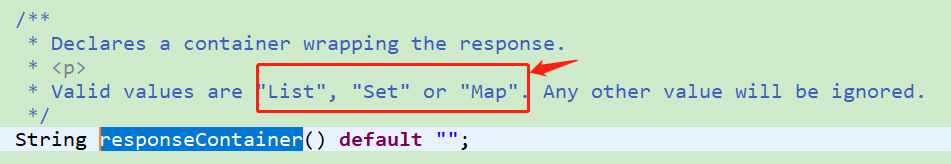 /**
* Declares a container wrapping the response.
* <p>
* Valid values are "List", "Set" or "Map". Any other value will be ignored.
*/
String responseContainer() default "";